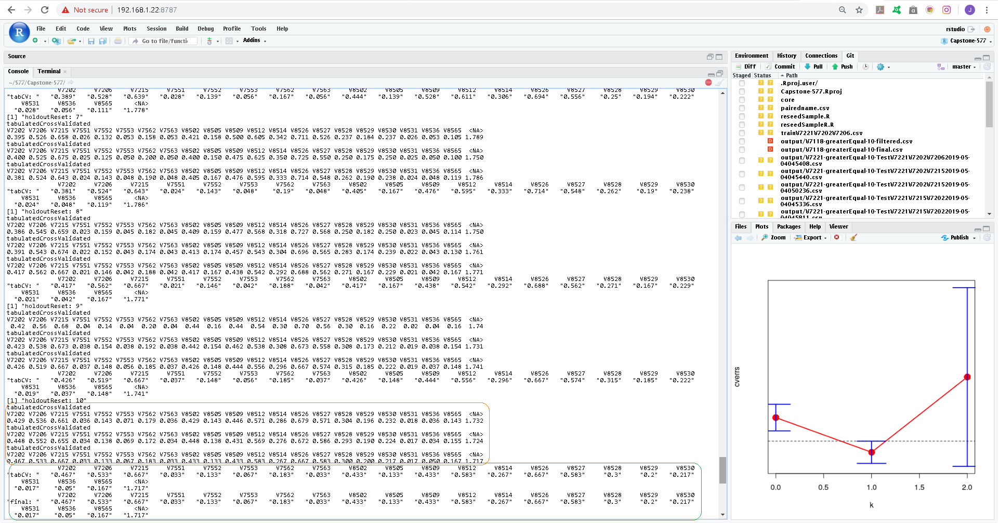 Not secure | 192.168.1.22:8787
File Edit Code View Plots Session Build Debug Profile Tools Help
rstudio
Go to file/functi Addins
Capstone-577
Source
Console Terminal
~/577/Capstone-577/
V7202 V7206 V7215 V7551 V7552 V7553 V7562 V7563 V8502 V8505 V8509 V8512 V8514 V8526 V8527 V8528 V8529 V8530
"tabCV: " "0.389" "0.528" "0.639" "0.028" "0.139" "0.056" "0.167" "0.056" "0.444" "0.139" "0.528" "0.611" "0.306" "0.694" "0.556" "0.25" "0.194" "0.222"
V8531 V8536 V8565 <NA>
"0.028" "0.056" "0.111" "1.778"
[1] "holdoutReset: 7"
tabulatedCrossValidated
V7202 V7206 V7215 V7551 V7552 V7553 V7562 V7563 V8502 V8505 V8509 V8512 V8514 V8526 V8527 V8528 V8529 V8530 V8531 V8536 V8565 <NA>
0.395 0.526 0.658 0.026 0.132 0.053 0.158 0.053 0.421 0.158 0.500 0.605 0.342 0.711 0.526 0.237 0.184 0.237 0.026 0.053 0.105 1.789
tabulatedCrossValidated
V7202 V7206 V7215 V7551 V7552 V7553 V7562 V7563 V8502 V8505 V8509 V8512 V8514 V8526 V8527 V8528 V8529 V8530 V8531 V8536 V8565 <NA>
0.400 0.525 0.675 0.025 0.125 0.050 0.200 0.050 0.400 0.150 0.475 0.625 0.350 0.725 0.550 0.250 0.175 0.250 0.025 0.050 0.100 1.750
tabulatedCrossValidated
V7202 V7206 V7215 V7551 V7552 V7553 V7562 V7563 V8502 V8505 V8509 V8512 V8514 V8526 V8527 V8528 V8529 V8530 V8531 V8536 V8565 <NA>
0.381 0.524 0.643 0.024 0.143 0.048 0.190 0.048 0.405 0.167 0.476 0.595 0.333 0.714 0.548 0.262 0.190 0.238 0.024 0.048 0.119 1.786
V7202 V7206 V7215 V7551 V7552 V7553 V7562 V7563 V8502 V8505 V8509 V8512 V8514 V8526 V8527 V8528 V8529 V8530
"tabCV: " "0.381" "0.524" "0.643" "0.024" "0.143" "0.048" "0.19" "0.048" "0.405" "0.167" "0.476" "0.595" "0.333" "0.714" "0.548" "0.262" "0.19" "0.238"
V8531 V8536 V8565 <NA>
"0.024" "0.048" "0.119" "1.786"
[1] "holdoutReset: 8"
tabulatedCrossValidated
V7202 V7206 V7215 V7551 V7552 V7553 V7562 V7563 V8502 V8505 V8509 V8512 V8514 V8526 V8527 V8528 V8529 V8530 V8531 V8536 V8565 <NA>
0.386 0.545 0.659 0.023 0.159 0.045 0.182 0.045 0.409 0.159 0.477 0.568 0.318 0.727 0.568 0.250 0.182 0.250 0.023 0.045 0.114 1.750
tabulatedCrossValidated
V7202 V7206 V7215 V7551 V7552 V7553 V7562 V7563 V8502 V8505 V8509 V8512 V8514 V8526 V8527 V8528 V8529 V8530 V8531 V8536 V8565 <NA>
0.391 0.543 0.674 0.022 0.152 0.043 0.174 0.043 0.413 0.174 0.457 0.543 0.304 0.696 0.565 0.283 0.174 0.239 0.022 0.043 0.130 1.761
tabulatedCrossValidated
V7202 V7206 V7215 V7551 V7552 V7553 V7562 V7563 V8502 V8505 V8509 V8512 V8514 V8526 V8527 V8528 V8529 V8530 V8531 V8536 V8565 <NA>
0.417 0.562 0.667 0.021 0.146 0.042 0.188 0.042 0.417 0.167 0.438 0.542 0.292 0.688 0.562 0.271 0.167 0.229 0.021 0.042 0.167 1.771
V7202 V7206 V7215 V7551 V7552 V7553 V7562 V7563 V8502 V8505 V8509 V8512 V8514 V8526 V8527 V8528 V8529 V8530
"tabCV: " "0.417" "0.562" "0.667" "0.021" "0.146" "0.042" "0.188" "0.042" "0.417" "0.167" "0.438" "0.542" "0.292" "0.688" "0.562" "0.271" "0.167" "0.229"
V8531 V8536 V8565 <NA>
"0.021" "0.042" "0.167" "1.771"
[1] "holdoutReset: 9"
tabulatedCrossValidated
V7202 V7206 V7215 V7551 V7552 V7553 V7562 V7563 V8502 V8505 V8509 V8512 V8514 V8526 V8527 V8528 V8529 V8530 V8531 V8536 V8565 <NA>
0.42 0.56 0.68 0.04 0.14 0.04 0.20 0.04 0.44 0.16 0.44 0.54 0.30 0.70 0.56 0.30 0.16 0.22 0.02 0.04 0.16 1.74
tabulatedCrossValidated
V7202 V7206 V7215 V7551 V7552 V7553 V7562 V7563 V8502 V8505 V8509 V8512 V8514 V8526 V8527 V8528 V8529 V8530 V8531 V8536 V8565 <NA>
0.423 0.538 0.673 0.038 0.154 0.038 0.192 0.038 0.442 0.154 0.462 0.538 0.308 0.673 0.558 0.308 0.173 0.212 0.019 0.038 0.154 1.731
tabulatedCrossValidated
V7202 V7206 V7215 V7551 V7552 V7553 V7562 V7563 V8502 V8505 V8509 V8512 V8514 V8526 V8527 V8528 V8529 V8530 V8531 V8536 V8565 <NA>
0.426 0.519 0.667 0.037 0.148 0.056 0.185 0.037 0.426 0.148 0.444 0.556 0.296 0.667 0.574 0.315 0.185 0.222 0.019 0.037 0.148 1.741
V7202 V7206 V7215 V7551 V7552 V7553 V7562 V7563 V8502 V8505 V8509 V8512 V8514 V8526 V8527 V8528 V8529 V8530
"tabCV: " "0.426" "0.519" "0.667" "0.037" "0.148" "0.056" "0.185" "0.037" "0.426" "0.148" "0.444" "0.556" "0.296" "0.667" "0.574" "0.315" "0.185" "0.222"
V8531 V8536 V8565 <NA>
"0.019" "0.037" "0.148" "1.741"
[1] "holdoutReset: 10"
tabulatedCrossValidated
V7202 V7206 V7215 V7551 V7552 V7553 V7562 V7563 V8502 V8505 V8509 V8512 V8514 V8526 V8527 V8528 V8529 V8530 V8531 V8536 V8565 <NA>
0.429 0.536 0.661 0.036 0.143 0.071 0.179 0.036 0.429 0.143 0.446 0.571 0.286 0.679 0.571 0.304 0.196 0.232 0.018 0.036 0.143 1.732
tabulatedCrossValidated
V7202 V7206 V7215 V7551 V7552 V7553 V7562 V7563 V8502 V8505 V8509 V8512 V8514 V8526 V8527 V8528 V8529 V8530 V8531 V8536 V8565 <NA>
0.448 0.552 0.655 0.034 0.138 0.069 0.172 0.034 0.448 0.138 0.431 0.569 0.276 0.672 0.586 0.293 0.190 0.224 0.017 0.034 0.155 1.724
tabulatedCrossValidated
V7202 V7206 V7215 V7551 V7552 V7553 V7562 V7563 V8502 V8505 V8509 V8512 V8514 V8526 V8527 V8528 V8529 V8530 V8531 V8536 V8565 <NA>
0.467 0.533 0.667 0.033 0.133 0.067 0.183 0.033 0.433 0.133 0.433 0.583 0.267 0.667 0.583 0.300 0.200 0.217 0.017 0.050 0.167 1.717
V7202 V7206 V7215 V7551 V7552 V7553 V7562 V7563 V8502 V8505 V8509 V8512 V8514 V8526 V8527 V8528 V8529 V8530
"tabCV: " "0.467" "0.533" "0.667" "0.033" "0.133" "0.067" "0.183" "0.033" "0.433" "0.133" "0.433" "0.583" "0.267" "0.667" "0.583" "0.3" "0.2" "0.217"
V8531 V8536 V8565 <NA>
"0.017" "0.05" "0.167" "1.717"
V7202 V7206 V7215 V7551 V7552 V7553 V7562 V7563 V8502 V8505 V8509 V8512 V8514 V8526 V8527 V8528 V8529 V8530
"final: " "0.467" "0.533" "0.667" "0.033" "0.133" "0.067" "0.183" "0.033" "0.433" "0.133" "0.433" "0.583" "0.267" "0.667" "0.583" "0.3" "0.2" "0.217"
V8531 V8536 V8565 <NA>
"0.017" "0.05" "0.167" "1.717"
Environment History Connections Git
Diff Commit Pull Push master
Staged Status Path
.Rproj.user/
Capstone-577.Rproj
core
pairedname.csv
reseedSample.R
reseedSampleR.R
trainV7221V7202V7206.csv
output/V7118-greaterEqual-10-filtered.csv
output/V7118-greaterEqual-10-final.csv
output/V7221-greaterEqual-10-TestV7221V7202V72062019-05-
04045408.csv
output/V7221-greaterEqual-10-TestV7221V7202V72152019-05-
04045440.csv
output/V7221-greaterEqual-10-TestV7221V7202V72152019-05-
04050236.csv
output/V7221-greaterEqual-10-TestV7221V7215V72022019-05-
04045336.csv
output/V7221-greaterEqual-10-TestV7221V7215V72022019-05-
04045811.csv
Files Plots Packages Help Viewer
Zoom Export Publish
cverrs
0.0 0.5 1.0 1.5 2.0
k